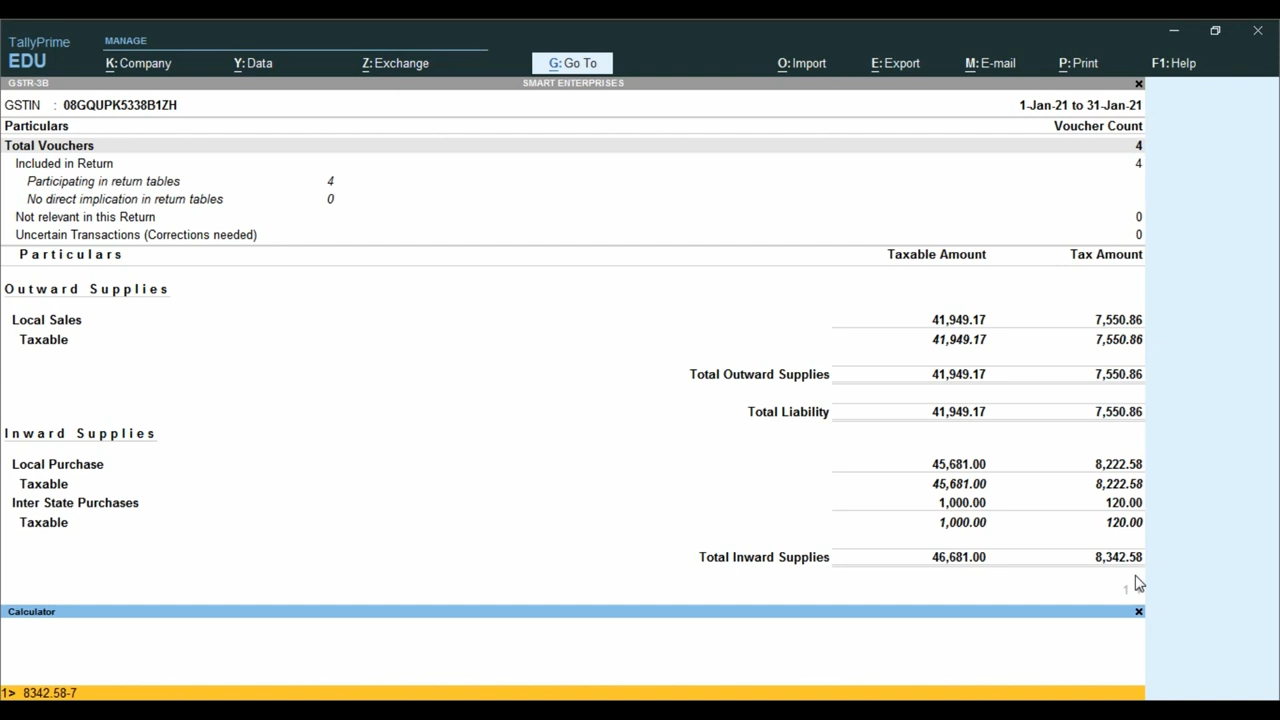 TallyPrime
EDU
MANAGE
K: Company Y: Data Z: Exchange G: Go To O: Import E: Export M: E-mail P: Print F1: Help
GSTR-3B SMART ENTERPRISES
GSTIN : 08GQUPK5338B1ZH 1-Jan-21 to 31-Jan-21
Particulars Voucher Count
Total Vouchers 4
Included in Return 4
Participating in return tables 4
No direct implication in return tables 0
Not relevant in this Return 0
Uncertain Transactions (Corrections needed) 0
Particulars Taxable Amount Tax Amount
Outward Supplies
Local Sales 41,949.17 7,550.86
Taxable 41,949.17 7,550.86
Total Outward Supplies 41,949.17 7,550.86
Total Liability 41,949.17 7,550.86
Inward Supplies
Local Purchase 45,681.00 8,222.58
Taxable 45,681.00 8,222.58
Inter State Purchases 1,000.00 120.00
Taxable 1,000.00 120.00
Total Inward Supplies 46,681.00 8,342.58
1
Calculator
1> 8342.58-7